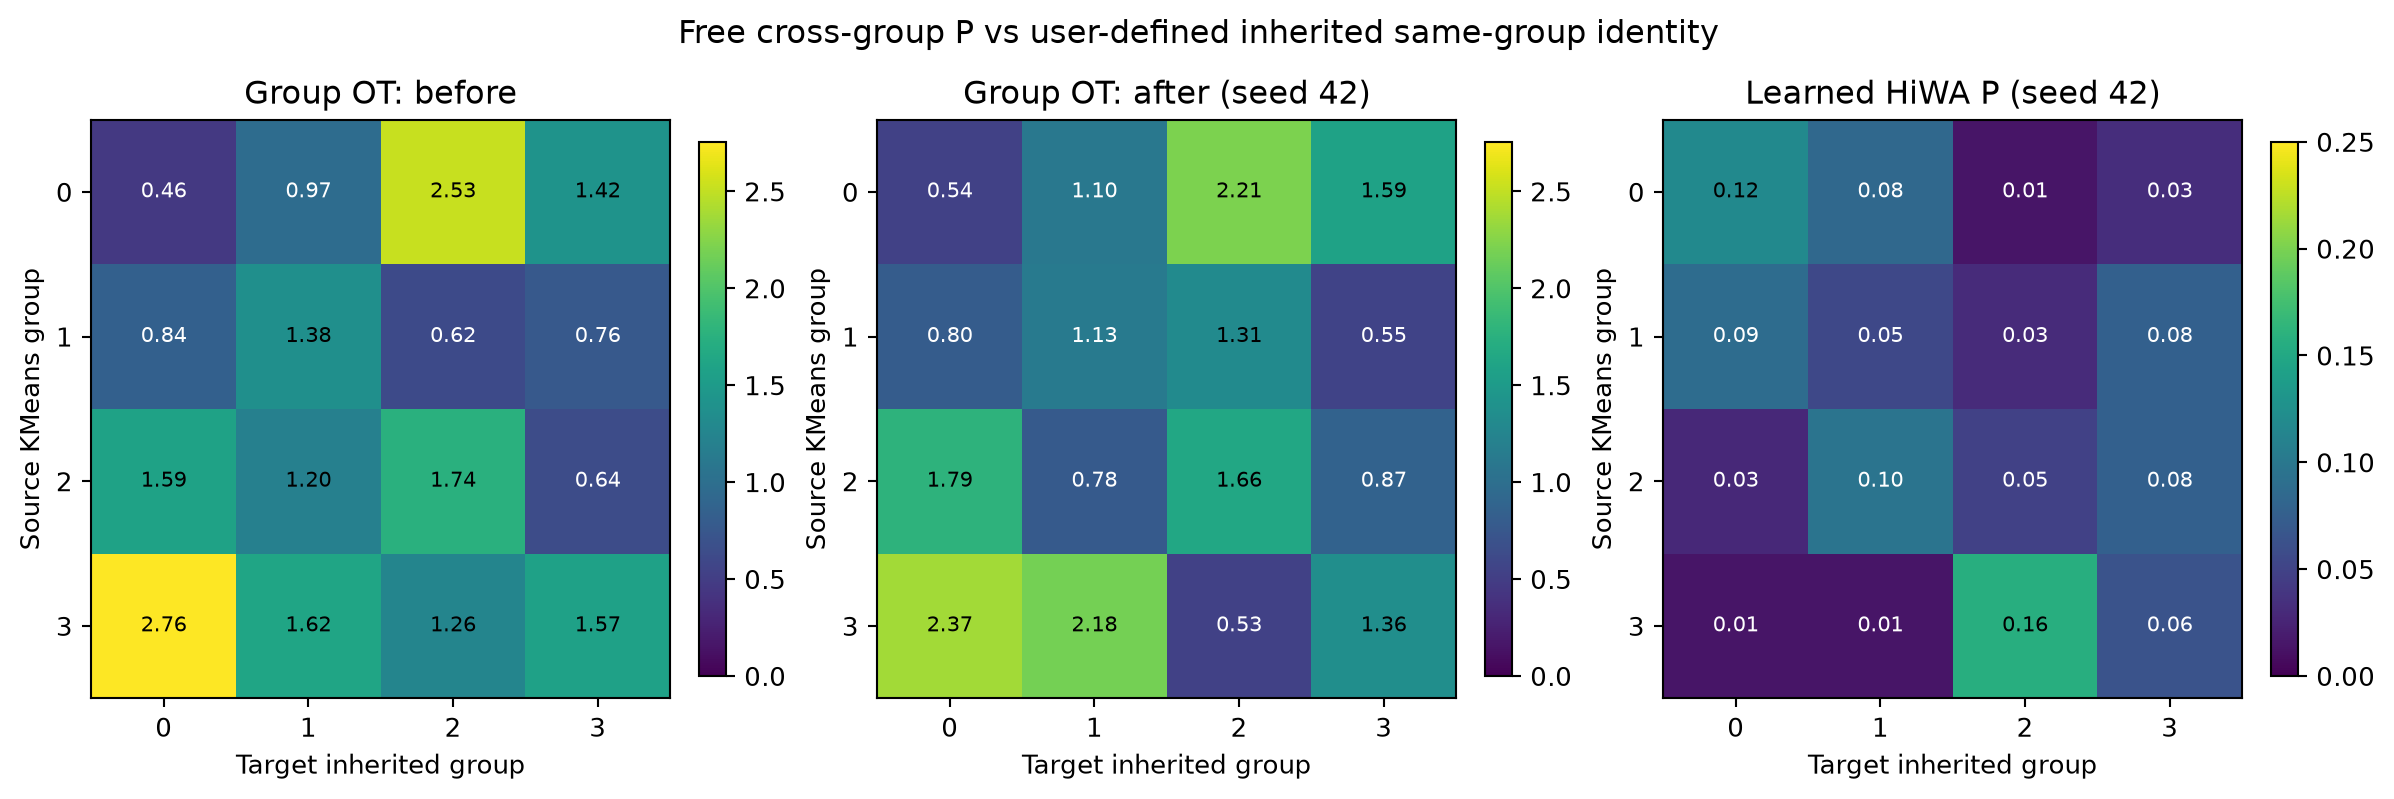 Free cross-group P vs user-defined inherited same-group identity
Group OT: before
Source KMeans group
0
1
2
3
0.46 0.97 2.53 1.42
0.84 1.38 0.62 0.76
1.59 1.20 1.74 0.64
2.76 1.62 1.26 1.57
0 1 2 3
Target inherited group
2.5
2.0
1.5
1.0
0.5
0.0
Group OT: after (seed 42)
Source KMeans group
0
1
2
3
0.54 1.10 2.21 1.59
0.80 1.13 1.31 0.55
1.79 0.78 1.66 0.87
2.37 2.18 0.53 1.36
0 1 2 3
Target inherited group
2.5
2.0
1.5
1.0
0.5
0.0
Learned HiWA P (seed 42)
Source KMeans group
0
1
2
3
0.12 0.08 0.01 0.03
0.09 0.05 0.03 0.08
0.03 0.10 0.05 0.08
0.01 0.01 0.16 0.06
0 1 2 3
Target inherited group
0.25
0.20
0.15
0.10
0.05
0.00